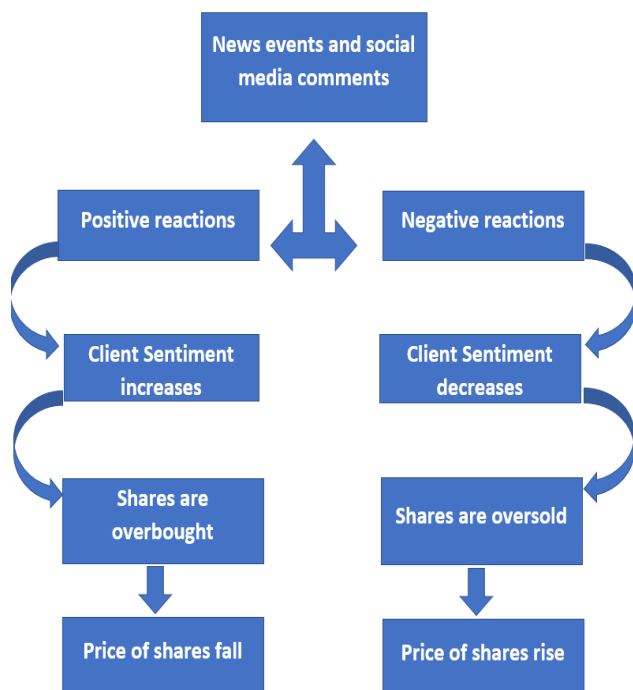 News events and social
media comments
Positive reactions
Negative reactions
Client Sentiment
increases
Client Sentiment
decreases
Shares are
overbought
Shares are oversold
Price of shares fall
Price of shares rise